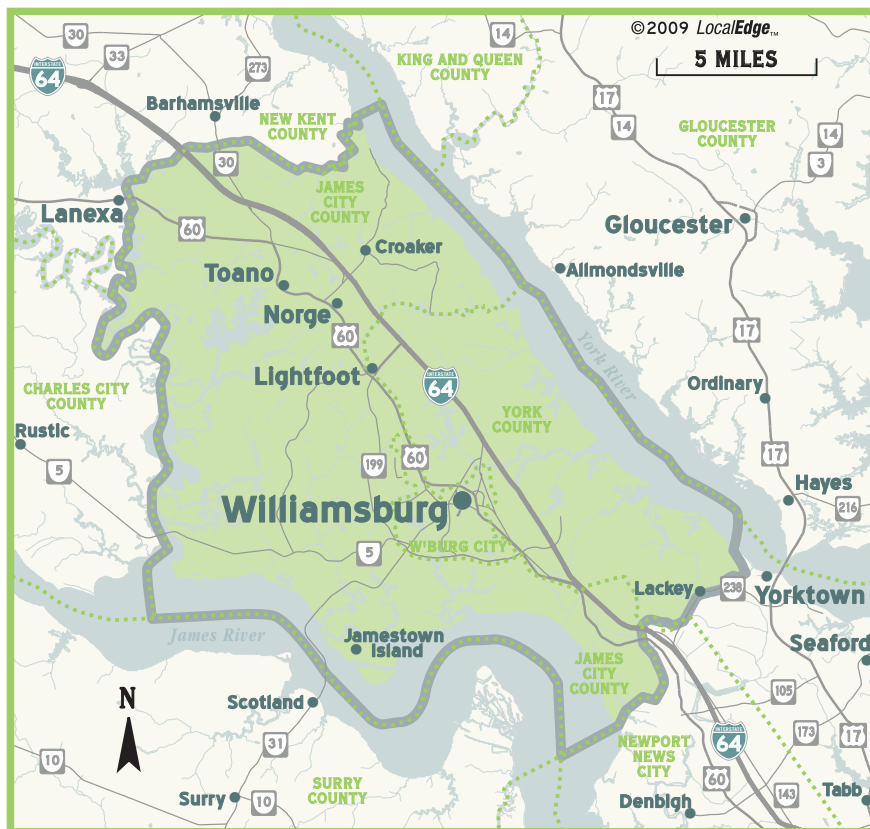 ©2009 LocalEdge™
5 MILES
30
33
273
14
INTERSTATE
64
KING AND QUEEN
COUNTY
17
14
Barhamsville
NEW KENT
COUNTY
GLOUCESTER
COUNTY
14
3
30
JAMES
CITY
COUNTY
Lanexa
60
Croaker
Gloucester
Toano
Allmondsville
Norge
60
17
York River
Lightfoot
INTERSTATE
64
Ordinary
CHARLES CITY
COUNTY
YORK
COUNTY
Rustic
5
199
60
17
Hayes
216
Williamsburg
5
W'BURG CITY
Lackey
238
Yorktown
James River
Jamestown
Island
Seaford
JAMES
CITY
COUNTY
N
Scotland
105
31
INTERSTATE
64
173
17
NEWPORT
NEWS
CITY
10
60
SURRY
COUNTY
Surry
10
143
Tabb
Denbigh